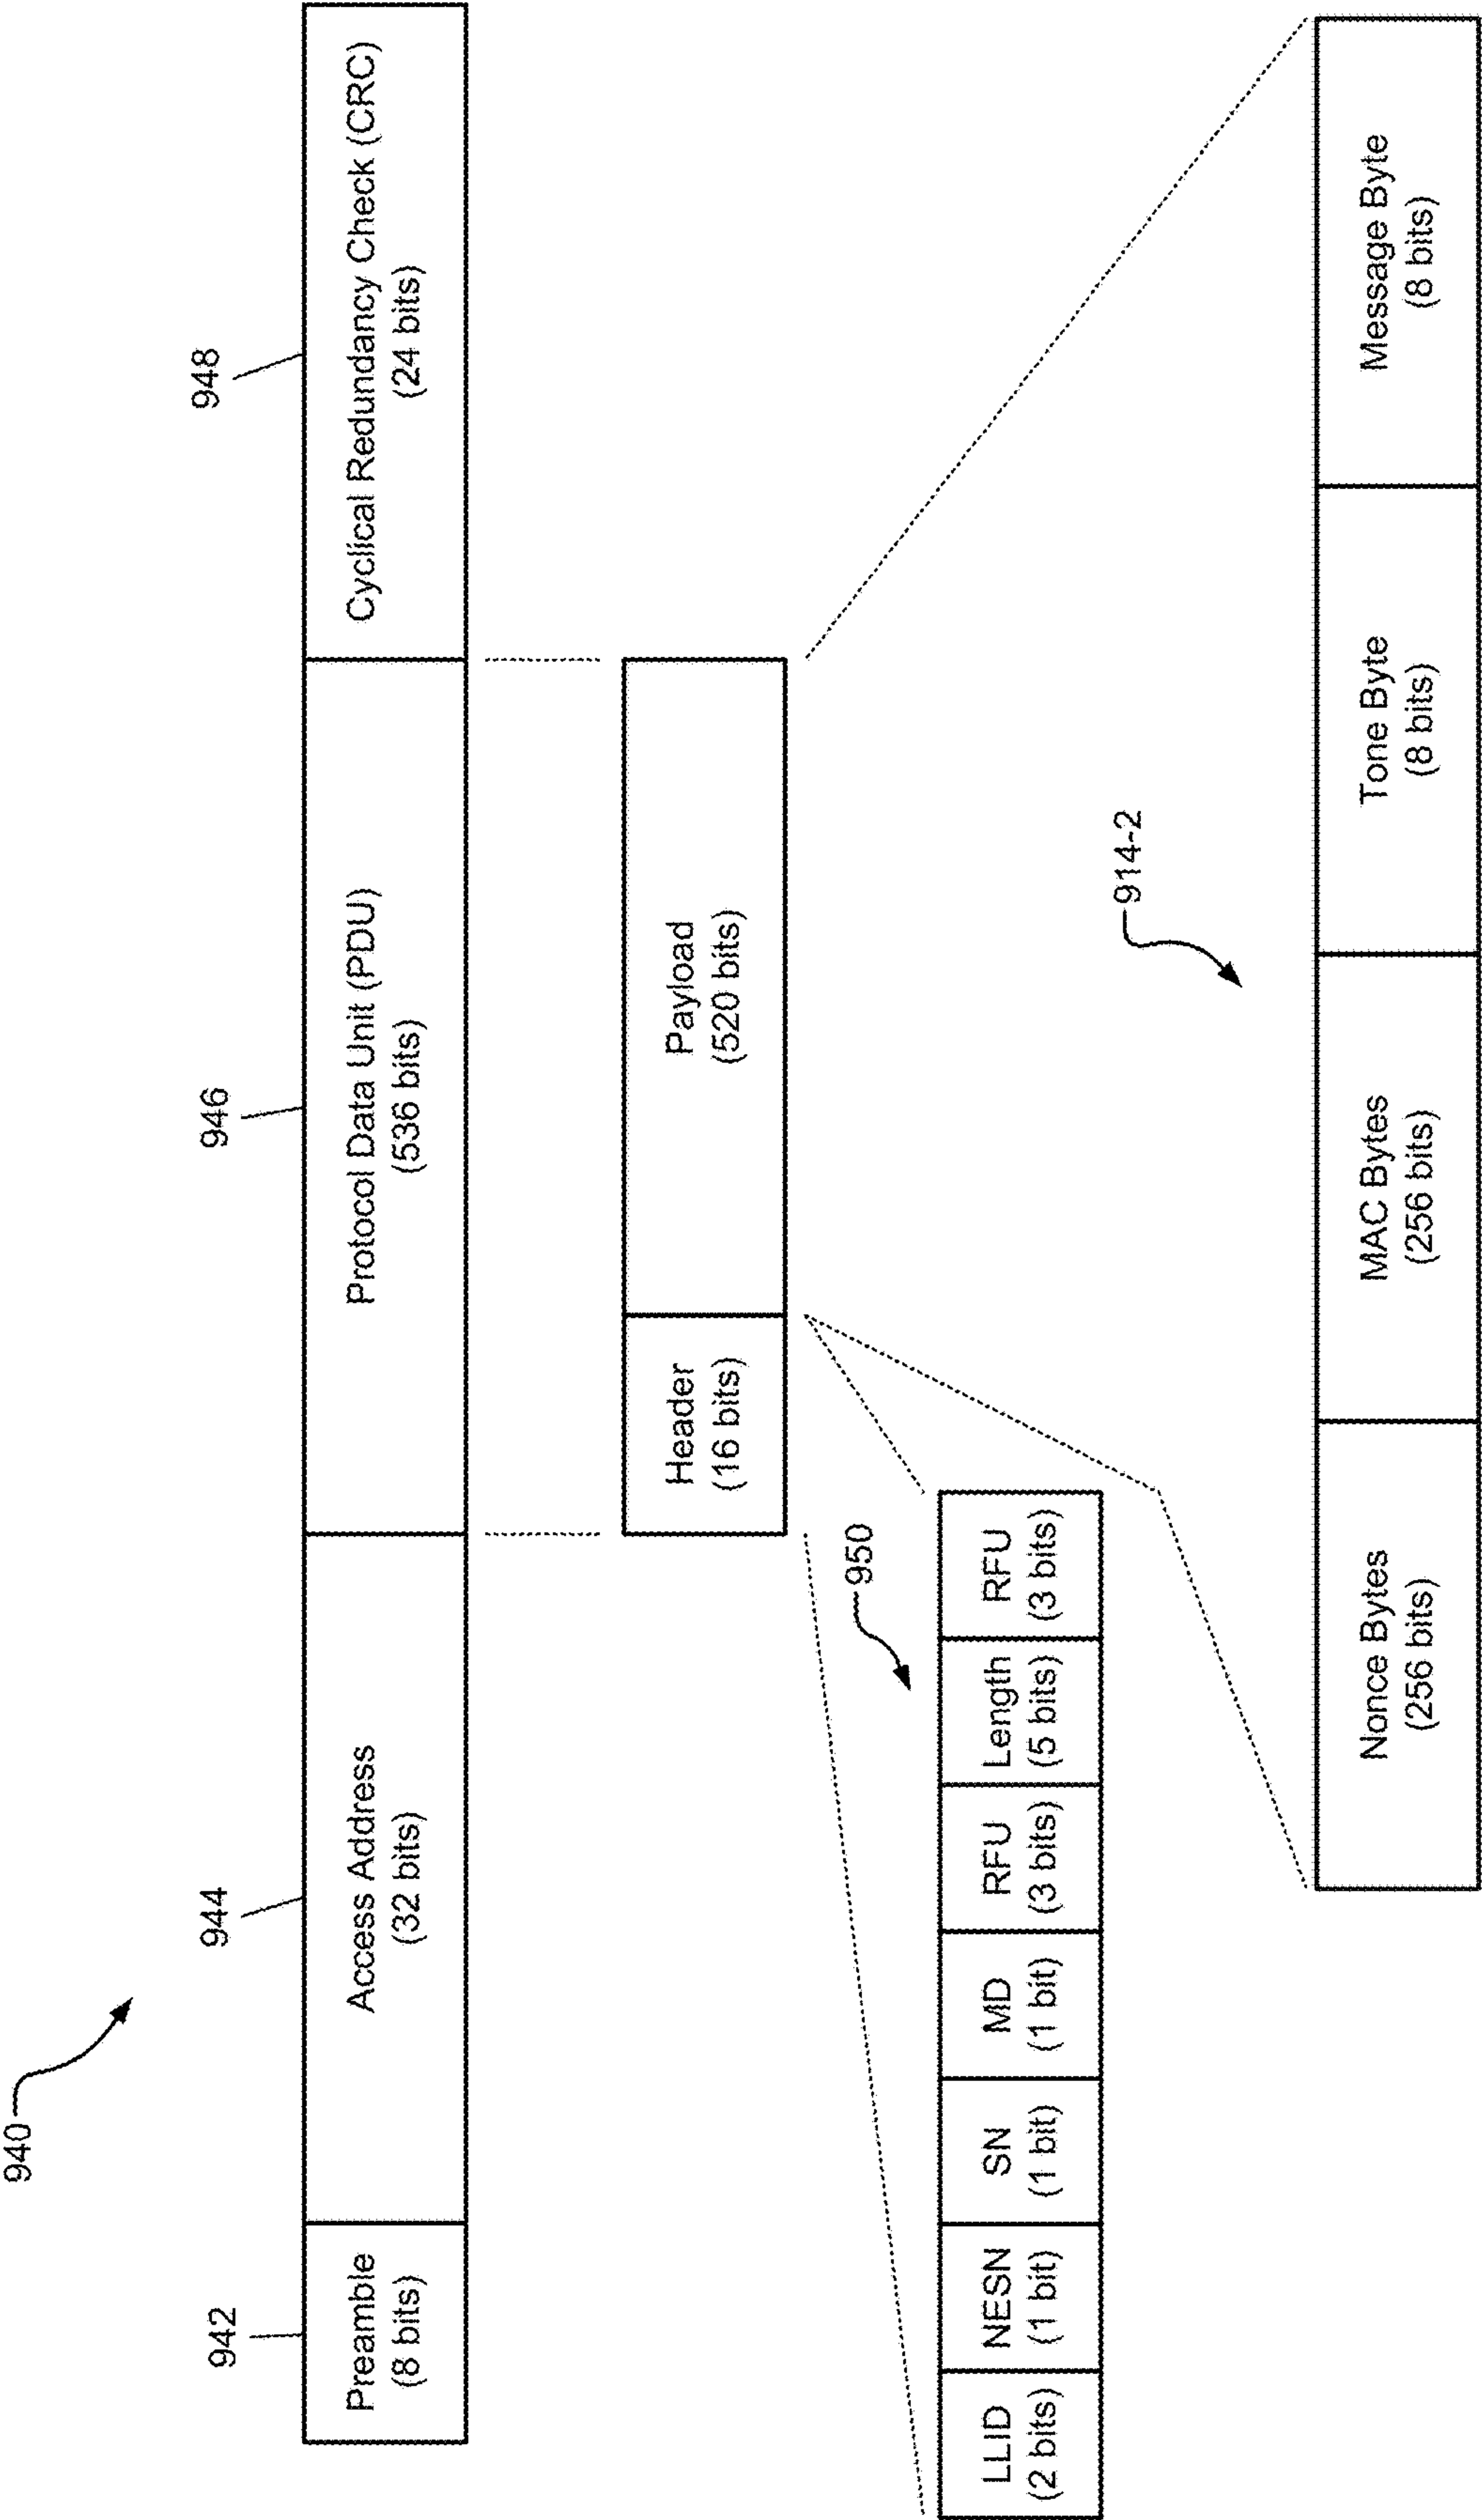 940
942
944
946
948
Preamble
(8 bits)
Access Address
(32 bits)
Protocol Data Unit (PDU)
(536 bits)
Cyclical Redundancy Check (CRC)
(24 bits)
Header
(16 bits)
Payload
(520 bits)
950
LLID
(2 bits)
NESN
(1 bit)
SN
(1 bit)
MD
(1 bit)
RFU
(3 bits)
Length
(5 bits)
RFU
(3 bits)
914-2
Nonce Bytes
(256 bits)
MAC Bytes
(256 bits)
Tone Byte
(8 bits)
Message Byte
(8 bits)